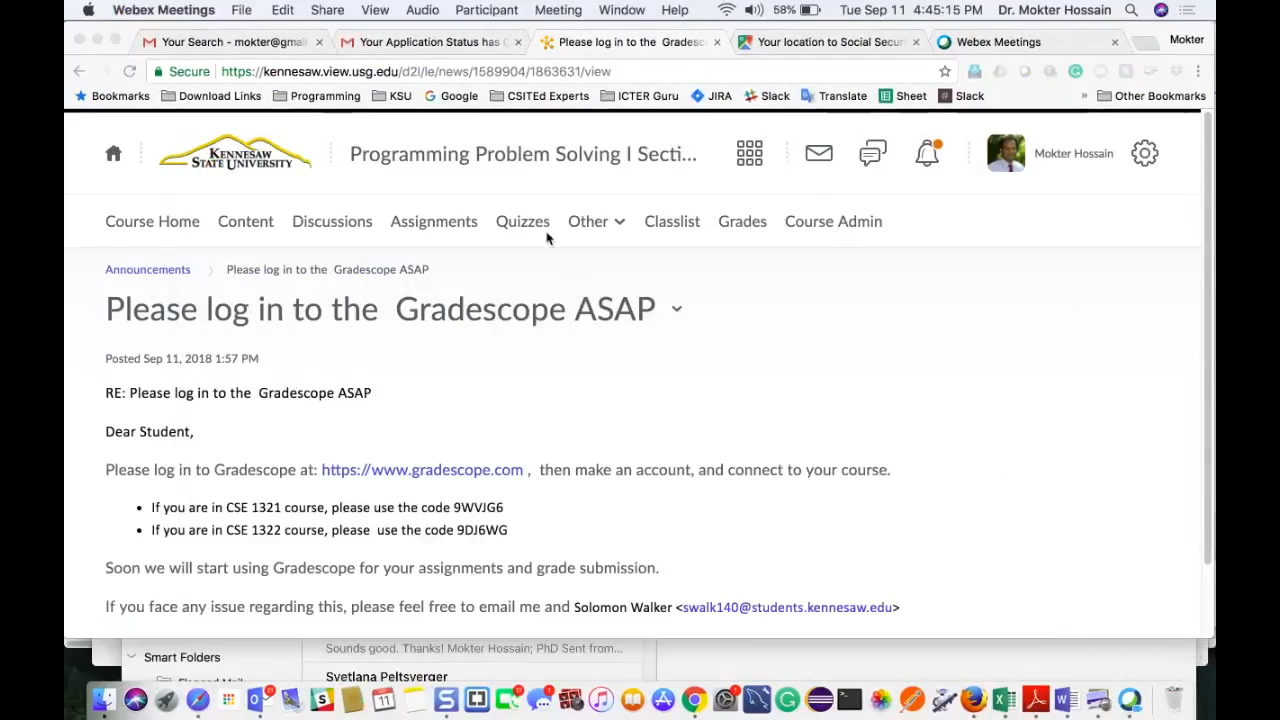 Webex Meetings File Edit Share View Audio Participant Meeting Window Help 58% Tue Sep 11 4:45:15 PM Dr. Mokter Hossain
Your Search - mokter@gmail × Your Application Status has × Please log in to the Gradesc × Your location to Social Secur × Webex Meetings × Mokter
Secure https://kennesaw.view.usg.edu/d2l/le/news/1589904/1863631/view
Bookmarks Download Links Programming KSU Google CSITEd Experts ICTER Guru JIRA Slack Translate Sheet Slack » Other Bookmarks
KENNESAW STATE UNIVERSITY Programming Problem Solving I Secti... Mokter Hossain
Course Home Content Discussions Assignments Quizzes Other Classlist Grades Course Admin
Announcements Please log in to the Gradescope ASAP
Please log in to the Gradescope ASAP
Posted Sep 11, 2018 1:57 PM
RE: Please log in to the Gradescope ASAP
Dear Student,
Please log in to Gradescope at: https://www.gradescope.com , then make an account, and connect to your course.
• If you are in CSE 1321 course, please use the code 9WVJG6
• If you are in CSE 1322 course, please use the code 9DJ6WG
Soon we will start using Gradescope for your assignments and grade submission.
If you face any issue regarding this, please feel free to email me and Solomon Walker <swalk140@students.kennesaw.edu>
Smart Folders Sounds good. Thanks! Mokter Hossain; PhD Sent from...
Svetlana Peltsverger